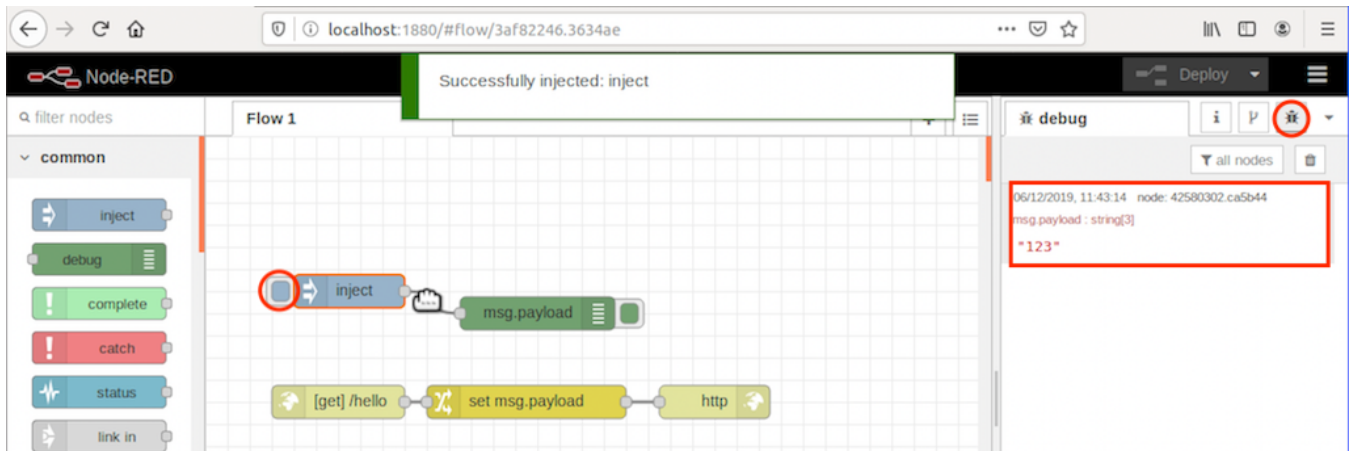 localhost:1880/#flow/3af82246.3634ae
Node-RED
Successfully injected: inject
Deploy
filter nodes
Flow 1
debug
i
common
all nodes
inject
debug
complete
catch
status
link in
inject
msg.payload
[get] /hello
set msg.payload
http
06/12/2019, 11:43:14 node: 42580302.ca5b44
msg.payload : string[3]
"123"